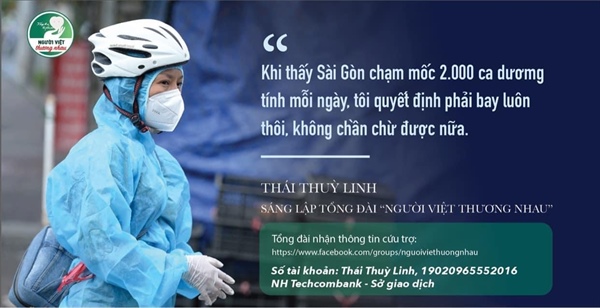 NGƯỜI VIỆT
thương nhau
“
Khi thấy Sài Gòn chạm mốc 2.000 ca dương
tính mỗi ngày, tôi quyết định phải bay luôn
thôi, không chần chừ được nữa.
THÁI THUỲ LINH
SÁNG LẬP TỔNG ĐÀI “NGƯỜI VIỆT THƯƠNG NHAU”
Tổng đài nhận thông tin cứu trợ:
https://www.facebook.com/groups/nguoiviethuongnhau
Số tài khoản: Thái Thuỳ Linh, 19020965552016
NH Techcombank - Sở giao dịch